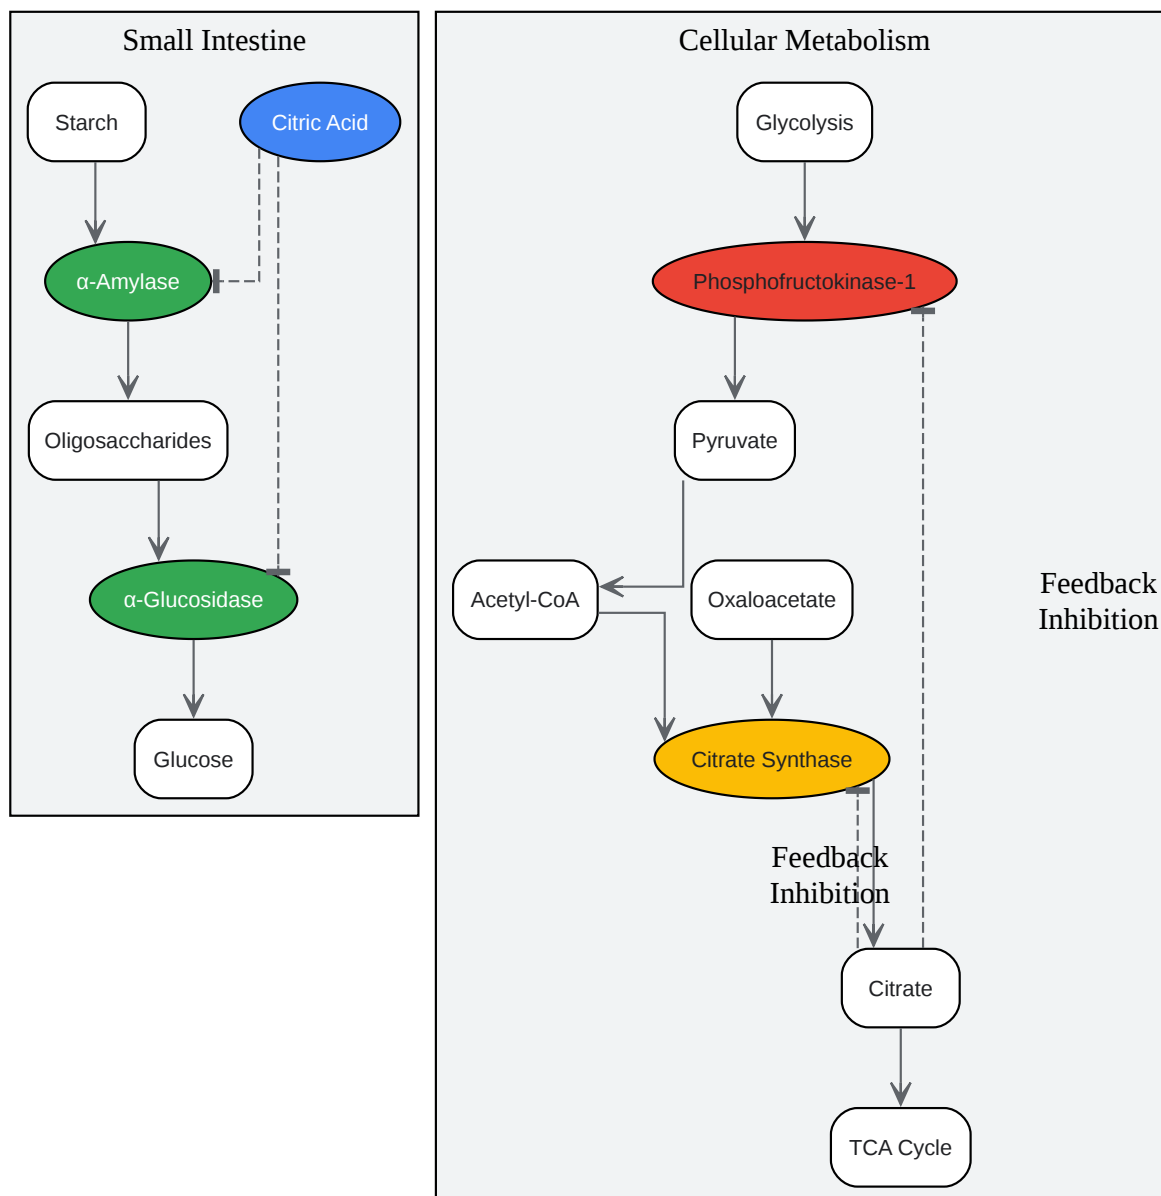 Small Intestine
Starch
Citric Acid
α-Amylase
Oligosaccharides
α-Glucosidase
Glucose
Cellular Metabolism
Glycolysis
Phosphofructokinase-1
Pyruvate
Acetyl-CoA
Oxaloacetate
Feedback
Inhibition
Citrate Synthase
Feedback
Inhibition
Citrate
TCA Cycle